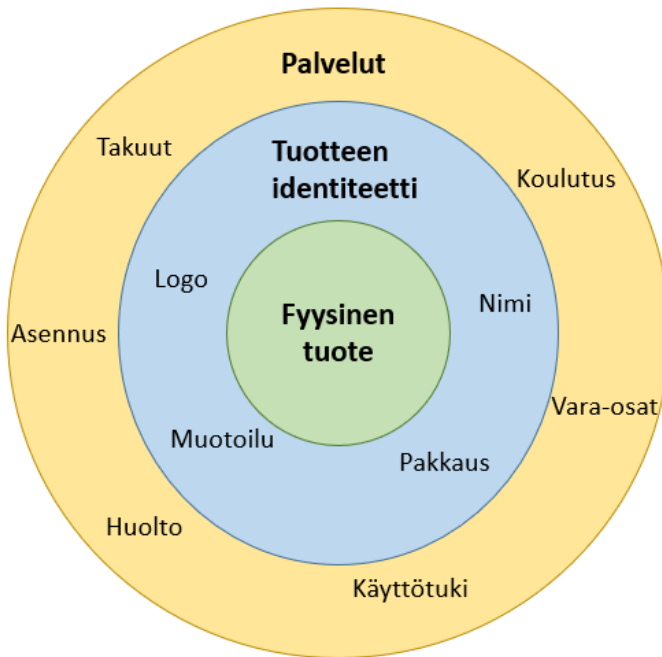 Palvelut
Takuut
Tuotteen
identiteetti
Koulutus
Logo
Nimi
Fyysinen
tuote
Asennus
Vara-osat
Muotoilu
Pakkaus
Huolto
Käyttötuki